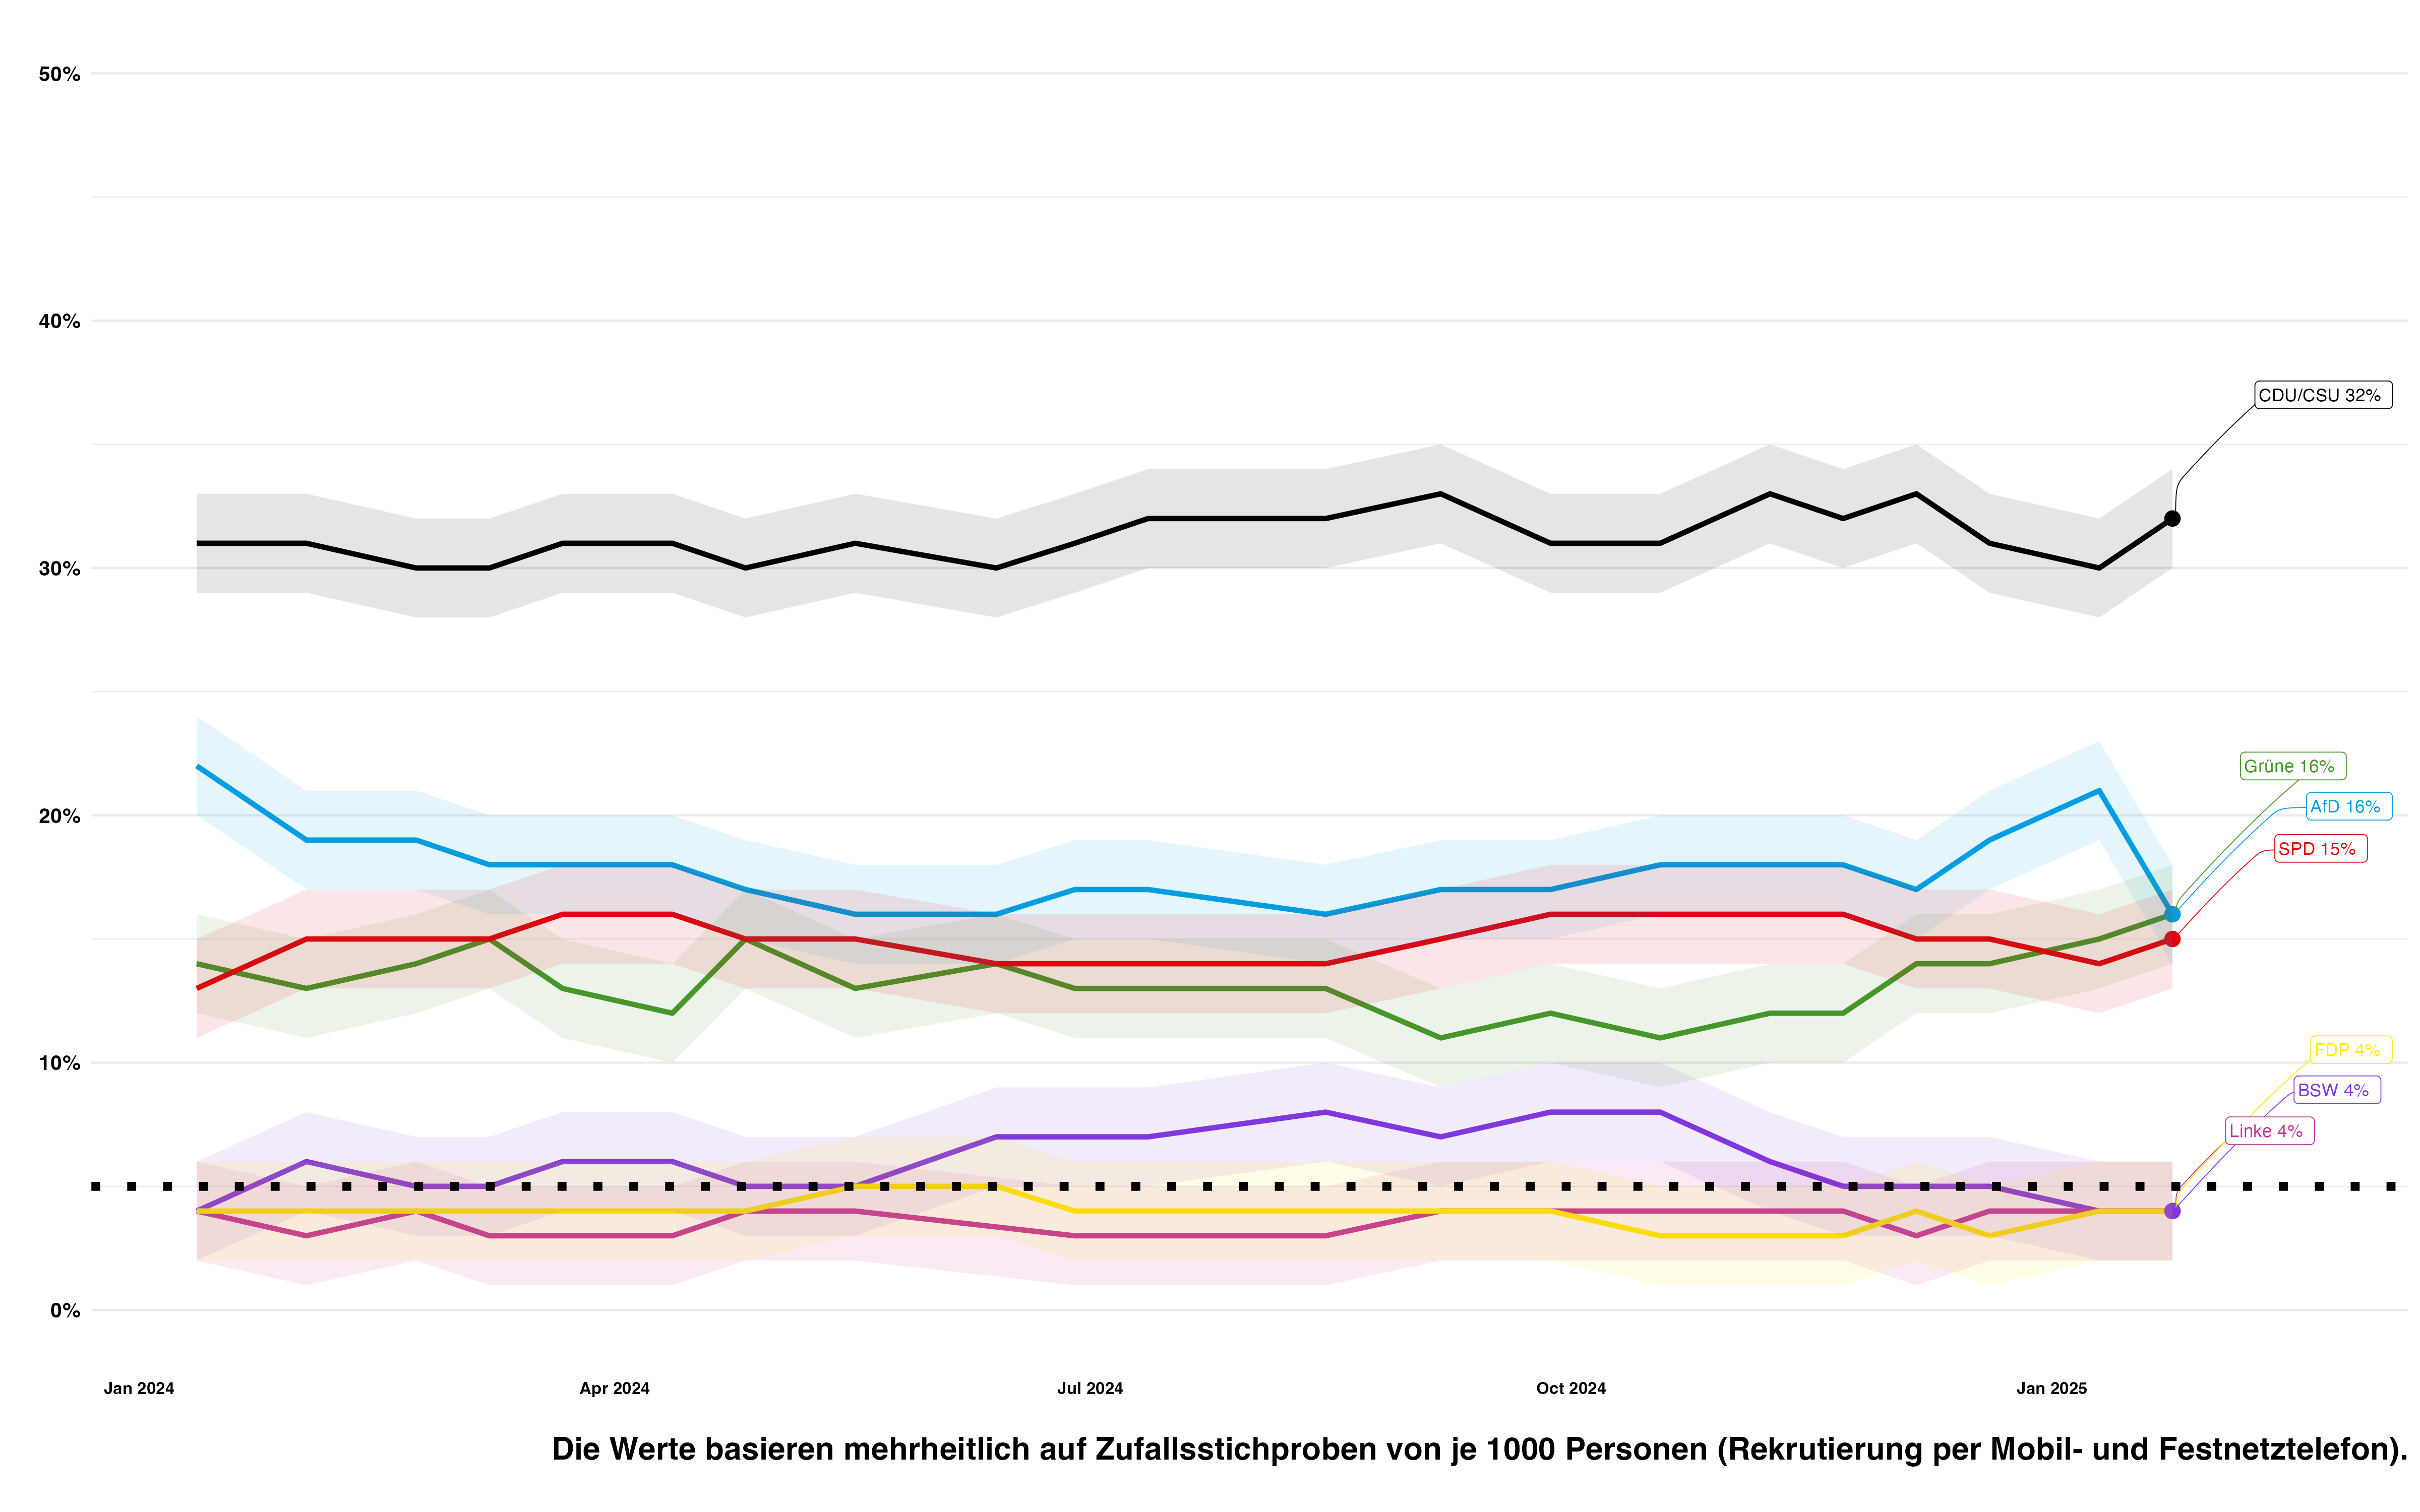 50%
40%
CDU/CSU 32%
30%
Grüne 16%
AfD 16%
20%
SPD 15%
10%
FDP 4%
BSW 4%
Linke 4%
0%
Jan 2024 Apr 2024 Jul 2024 Oct 2024 Jan 2025
Die Werte basieren mehrheitlich auf Zufallsstichproben von je 1000 Personen (Rekrutierung per Mobil- und Festnetztelefon).